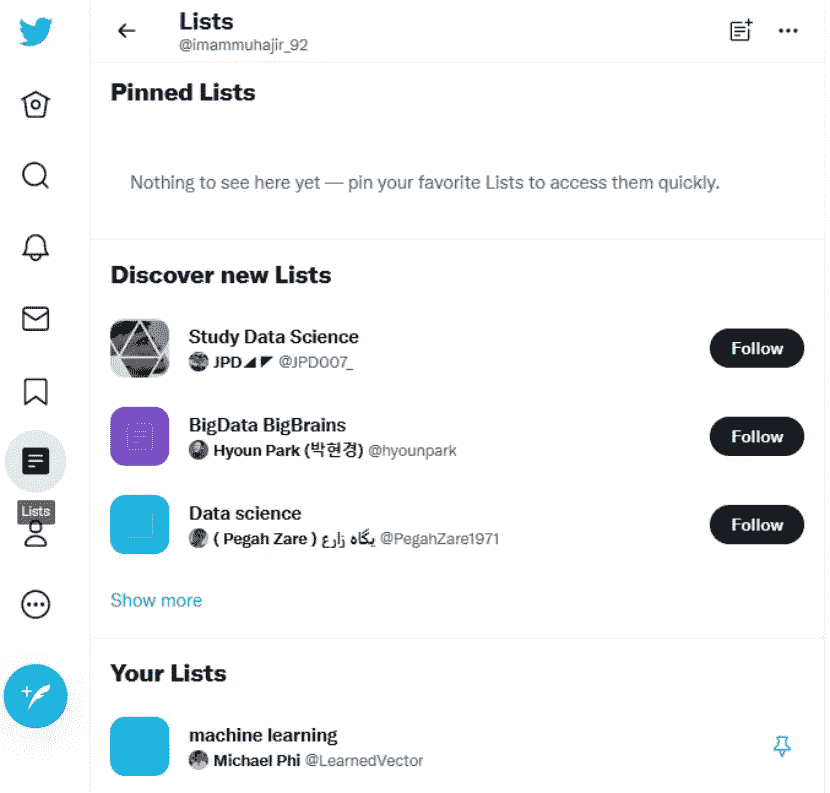 Lists
@imammuhajir_92
Pinned Lists
Nothing to see here yet — pin your favorite Lists to access them quickly.
Discover new Lists
Study Data Science
JPD◢ ◤ @JPD007_
Follow
BigData BigBrains
Hyoun Park (박현경) @hyounpark
Follow
Data science
( Pegah Zare ) یگاه زارع @PegahZare1971
Follow
Lists
Show more
Your Lists
machine learning
Michael Phi @LearnedVector